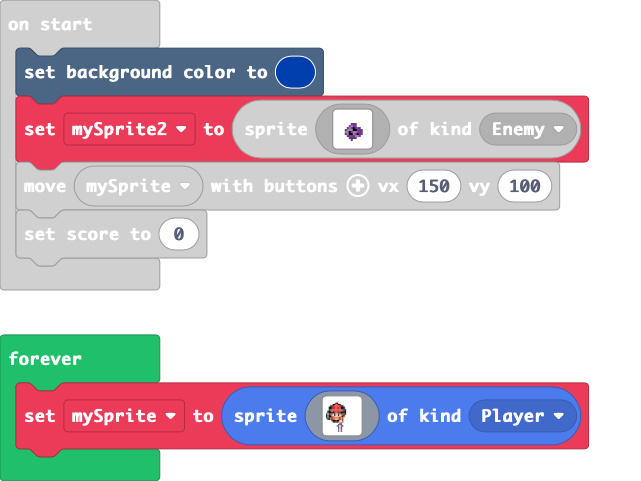 on start
set background color to
set mySprite2 to sprite of kind Enemy
move mySprite with buttons vx 150 vy 100
set score to 0
forever
set mySprite to sprite of kind Player